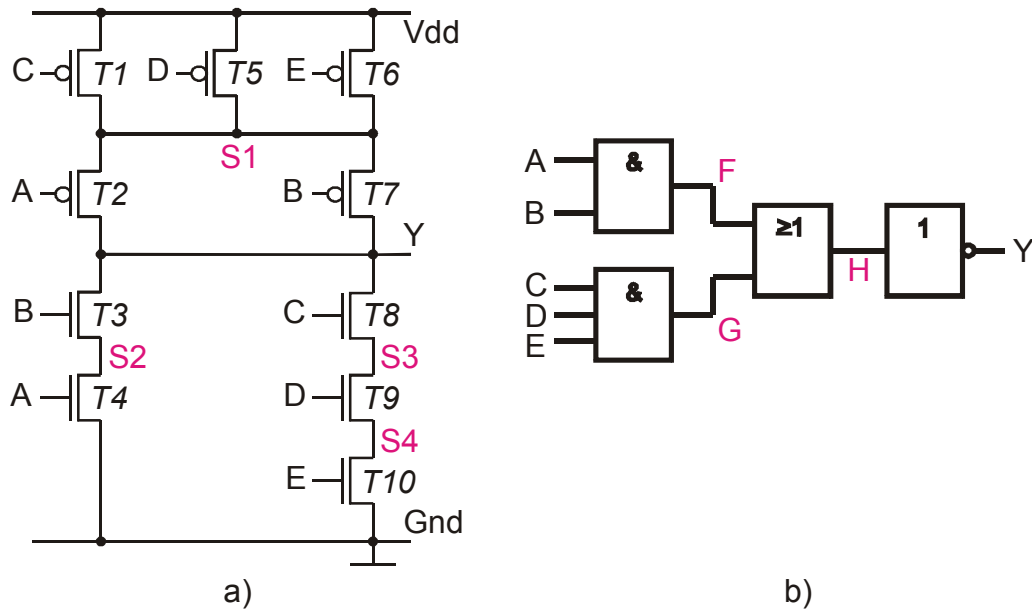 Vdd
C T1 D T5 E T6
S1
A T2 B T7
Y
B T3 C T8
S2 S3
A T4 D T9
S4
E T10
Gnd
a)
A & F
B
≥1 1
H Y
C &
D
E G
b)